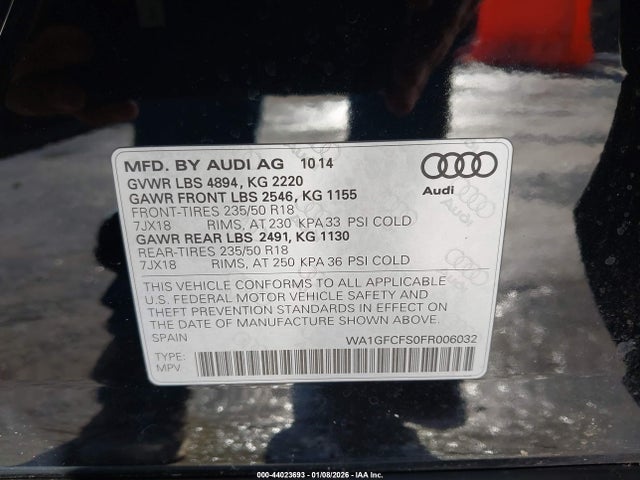 MFD. BY AUDI AG 10 14
GVWR LBS 4894, KG 2220
GAWR FRONT LBS 2546, KG 1155
FRONT-TIRES 235/50 R18
7JX18 RIMS, AT 230 KPA 33 PSI COLD
GAWR REAR LBS 2491, KG 1130
REAR-TIRES 235/50 R18
7JX18 RIMS, AT 250 KPA 36 PSI COLD
Audi
THIS VEHICLE CONFORMS TO ALL APPLICABLE
U.S. FEDERAL MOTOR VEHICLE SAFETY AND
THEFT PREVENTION STANDARDS IN EFFECT ON
THE DATE OF MANUFACTURE SHOWN ABOVE.
SPAIN WA1GFCFS0FR006032
TYPE:
MPV
000-44023693 - 01/08/2026 - IAA Inc.